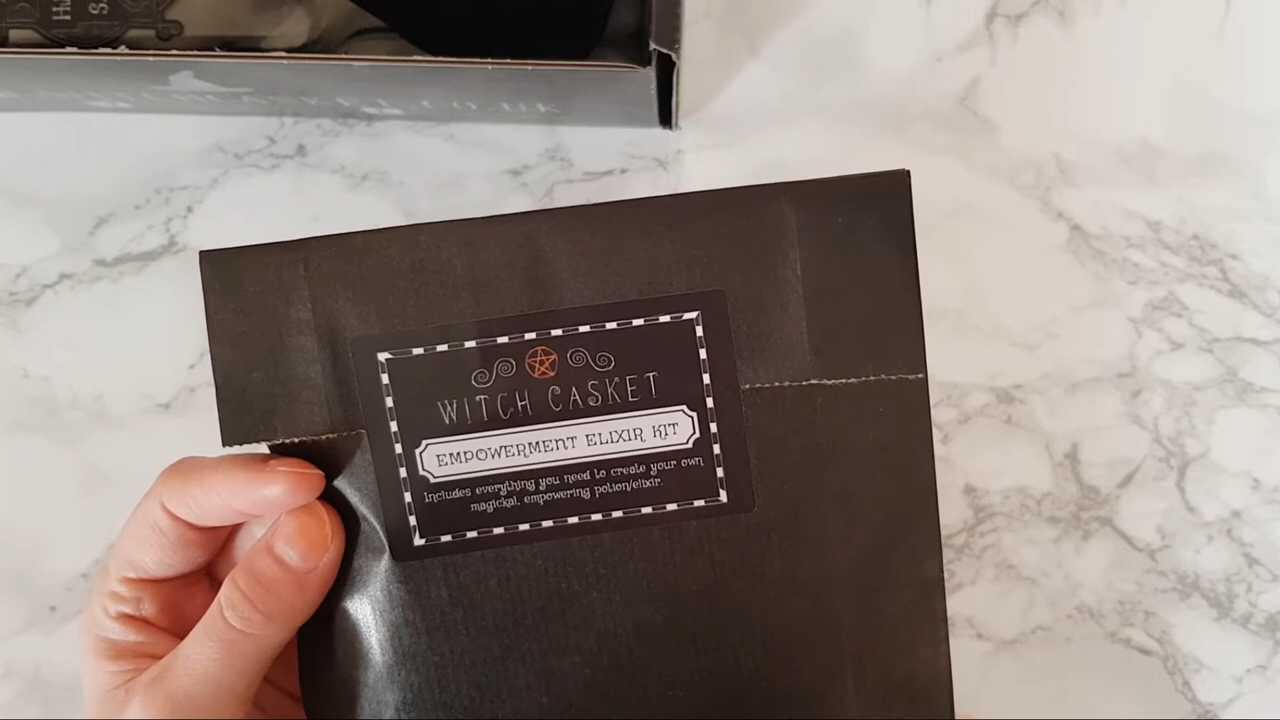 WITCH CASKET
EMPOWERMENT ELIXIR KIT
Includes everything you need to create your own
magickal, empowering potion/elixir.